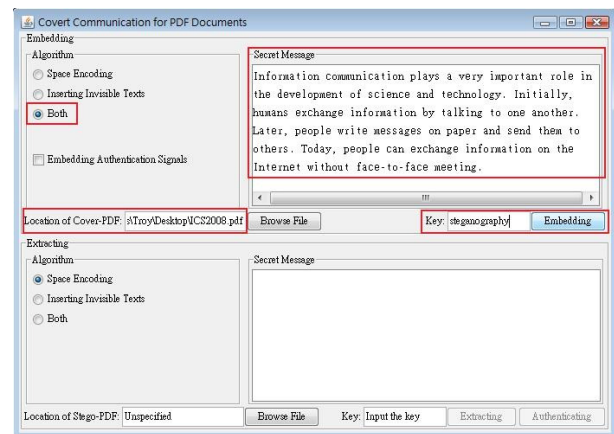 Covert Communication for PDF Documents
Embedding
Algorithm
Space Encoding
Inserting Invisible Texts
Both
Embedding Authentication Signals
Secret Message
Information communication plays a very important role in
the development of science and technology. Initially,
humans exchange information by talking to one another.
Later, people write messages on paper and send them to
others. Today, people can exchange information on the
Internet without face-to-face meeting.
Location of Cover-PDF: s\Troy\Desktop\ICS2008.pdf Browse File Key: steganography Embedding
Extracting
Algorithm
Space Encoding
Inserting Invisible Texts
Both
Secret Message
Location of Stego-PDF: Unspecified Browse File Key: Input the key Extracting Authenticating